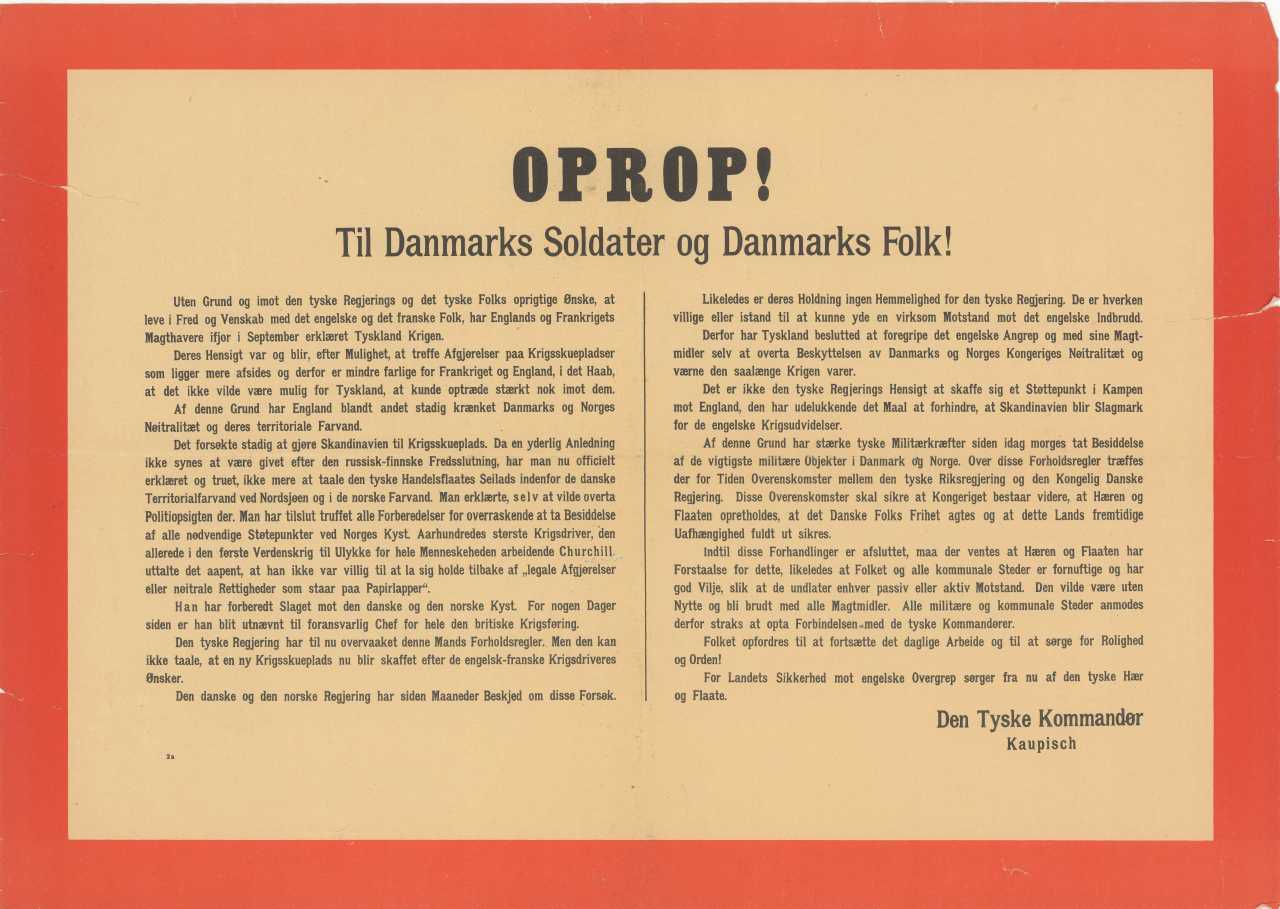 OPROP!
Til Danmarks Soldater og Danmarks Folk!
Uten Grund og imot den tyske Regjerings og det tyske Folks oprigtige Ønske, at
leve i Fred og Venskab med det engelske og det franske Folk, har Englands og Frankrigets
Magthavere ifjor i September erklæret Tyskland Krigen.
Deres Hensigt var og blir, efter Mulighet, at treffe Afgjørelser paa Krigsskuepladser
som ligger mere afsides og derfor er mindre farlige for Frankriget og England, i det Haab,
at det ikke vilde være mulig for Tyskland, at kunde optræde stærkt nok imot dem.
Af denne Grund har England blandt andet stadig krænket Danmarks og Norges
Nøitralitæt og deres territoriale Farvand.
Det forsøkte stadig at gjøre Skandinavien til Krigsskueplads. Da en yderlig Anledning
ikke synes at være givet efter den russisk-finnske Fredsslutning, har man nu officielt
erklæret og truet, ikke mere at taale den tyske Handelsflaates Seilads indenfor de danske
Territorialfarvand ved Nordsjøen og i de norske Farvand. Man erklærte, selv at vilde overta
Politiopsigten der. Man har tilslut truffet alle Forberedelser for overraskende at ta Besiddelse
af alle nødvendige Støtepunkter ved Norges Kyst. Aarhundredes største Krigsdriver, den
allerede i den første Verdenskrig til Ulykke for hele Menneskeheden arbeidende Churchill,
uttalte det aapent, at han ikke var villig til at la sig holde tilbake af „legale Afgjørelser
eller nøitrale Rettigheder som staar paa Papirlapper“.
Han har forberedt Slaget mot den danske og den norske Kyst. For nogen Dager
siden er han blit utnævnt til foransvarlig Chef for hele den britiske Krigsføring.
Den tyske Regjering har til nu overvaaket denne Mands Forholdsregler. Men den kan
ikke taale, at en ny Krigsskueplads nu blir skaffet efter de engelsk-franske Krigsdriveres
Ønsker.
Den danske og den norske Regjering har siden Maaneder Beskjed om disse Forsøk.
Likeledes er deres Holdning ingen Hemmelighed for den tyske Regjering. De er hverken
villige eller istand til at kunne yde en virksom Motstand mot det engelske Indbrudd.
Derfor har Tyskland beslutted at foregripe det engelske Angrep og med sine Magt-
midler selv at overta Beskyttelsen av Danmarks og Norges Kongeriges Nøitralitæt og
værne den saalænge Krigen varer.
Det er ikke den tyske Regjerings Hensigt at skaffe sig et Støttepunkt i Kampen
mot England, den har udelukkende det Maal at forhindre, at Skandinavien blir Slagmark
for de engelske Krigsudvidelser.
Af denne Grund har stærke tyske Militærkræfter siden idag morges tat Besiddelse
af de vigtigste militære Objekter i Danmark og Norge. Over disse Forholdsregler træffes
der for Tiden Overenskomster mellem den tyske Riksregjering og den Kongelig Danske
Regjering. Disse Overenskomster skal sikre at Kongeriget bestaar videre, at Hæren og
Flaaten opretholdes, at det Danske Folks Frihet agtes og at dette Lands fremtidige
Uafhængighed fuldt ut sikres.
Indtil disse Forhandlinger er afsluttet, maa der ventes at Hæren og Flaaten har
Forstaalse for dette, likeledes at Folket og alle kommunale Steder er fornuftige og har
god Vilje, slik at de undlater enhver passiv eller aktiv Motstand. Den vilde være uten
Nytte og bli brudt med alle Magtmidler. Alle militære og kommunale Steder anmodes
derfor straks at opta Forbindelsen med de tyske Kommandører.
Folket opfordres til at fortsætte det daglige Arbeide og til at sørge for Rolighed
og Orden!
For Landets Sikkerhed mot engelske Overgrep sørger fra nu af den tyske Hær
og Flaate.
Den Tyske Kommandør
Kaupisch
2a